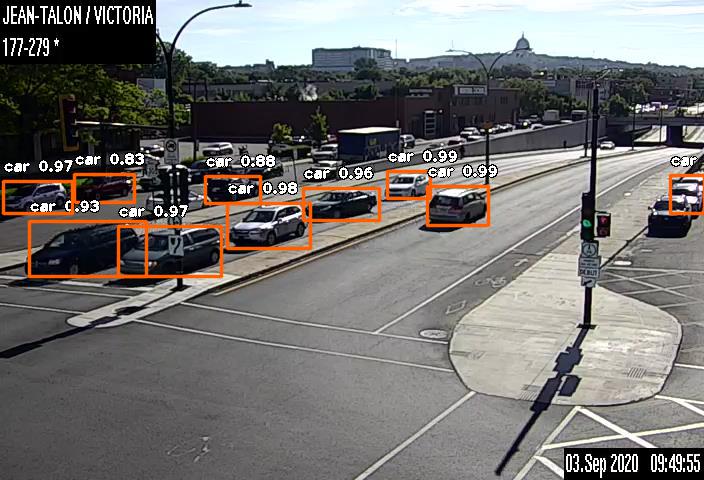 JEAN-TALON / VICTORIA
177-279 *
car 0.97
car 0.83
car 0.88
car 0.99
car 0.99
car
car 0.93
car 0.97
car 0.98
car 0.96
DÉBUT
03.Sep 2020 09:49:55